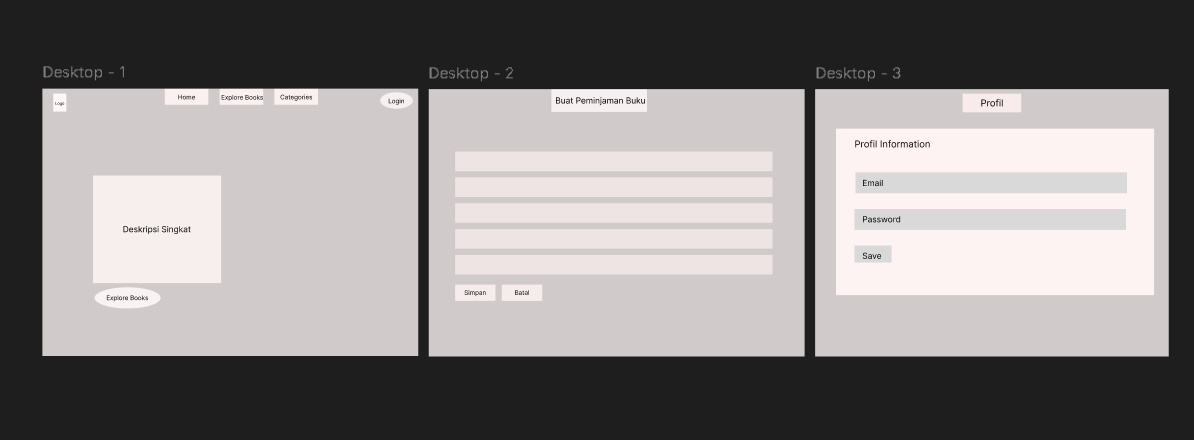 Desktop - 1
Logo
Home
Explore Books
Categories
Login
Deskripsi Singkat
Explore Books
Desktop - 2
Buat Peminjaman Buku
Simpan
Batal
Desktop - 3
Profil
Profil Information
Email
Password
Save